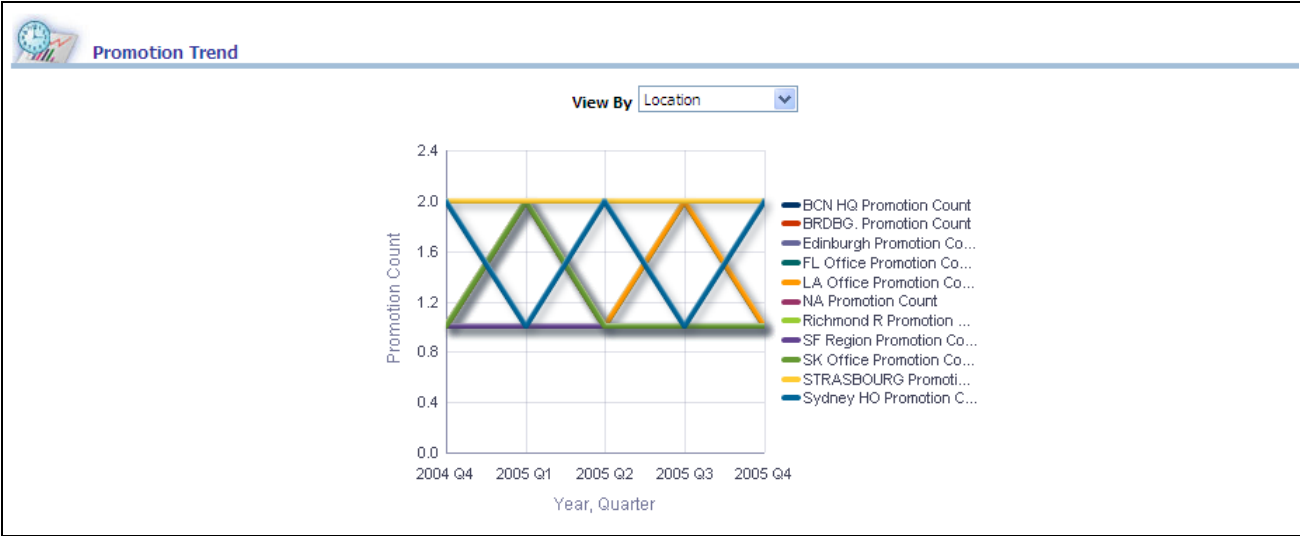 Promotion Trend
View By Location
2.4
2.0
1.6
1.2
0.8
0.4
0.0
Promotion Count
2004 Q4 2005 Q1 2005 Q2 2005 Q3 2005 Q4
Year, Quarter
BCN HQ Promotion Count
BRDBG. Promotion Count
Edinburgh Promotion Co...
FL Office Promotion Co...
LA Office Promotion Co...
NA Promotion Count
Richmond R Promotion ...
SF Region Promotion Co...
SK Office Promotion Co...
STRASBOURG Promoti...
Sydney HO Promotion C...